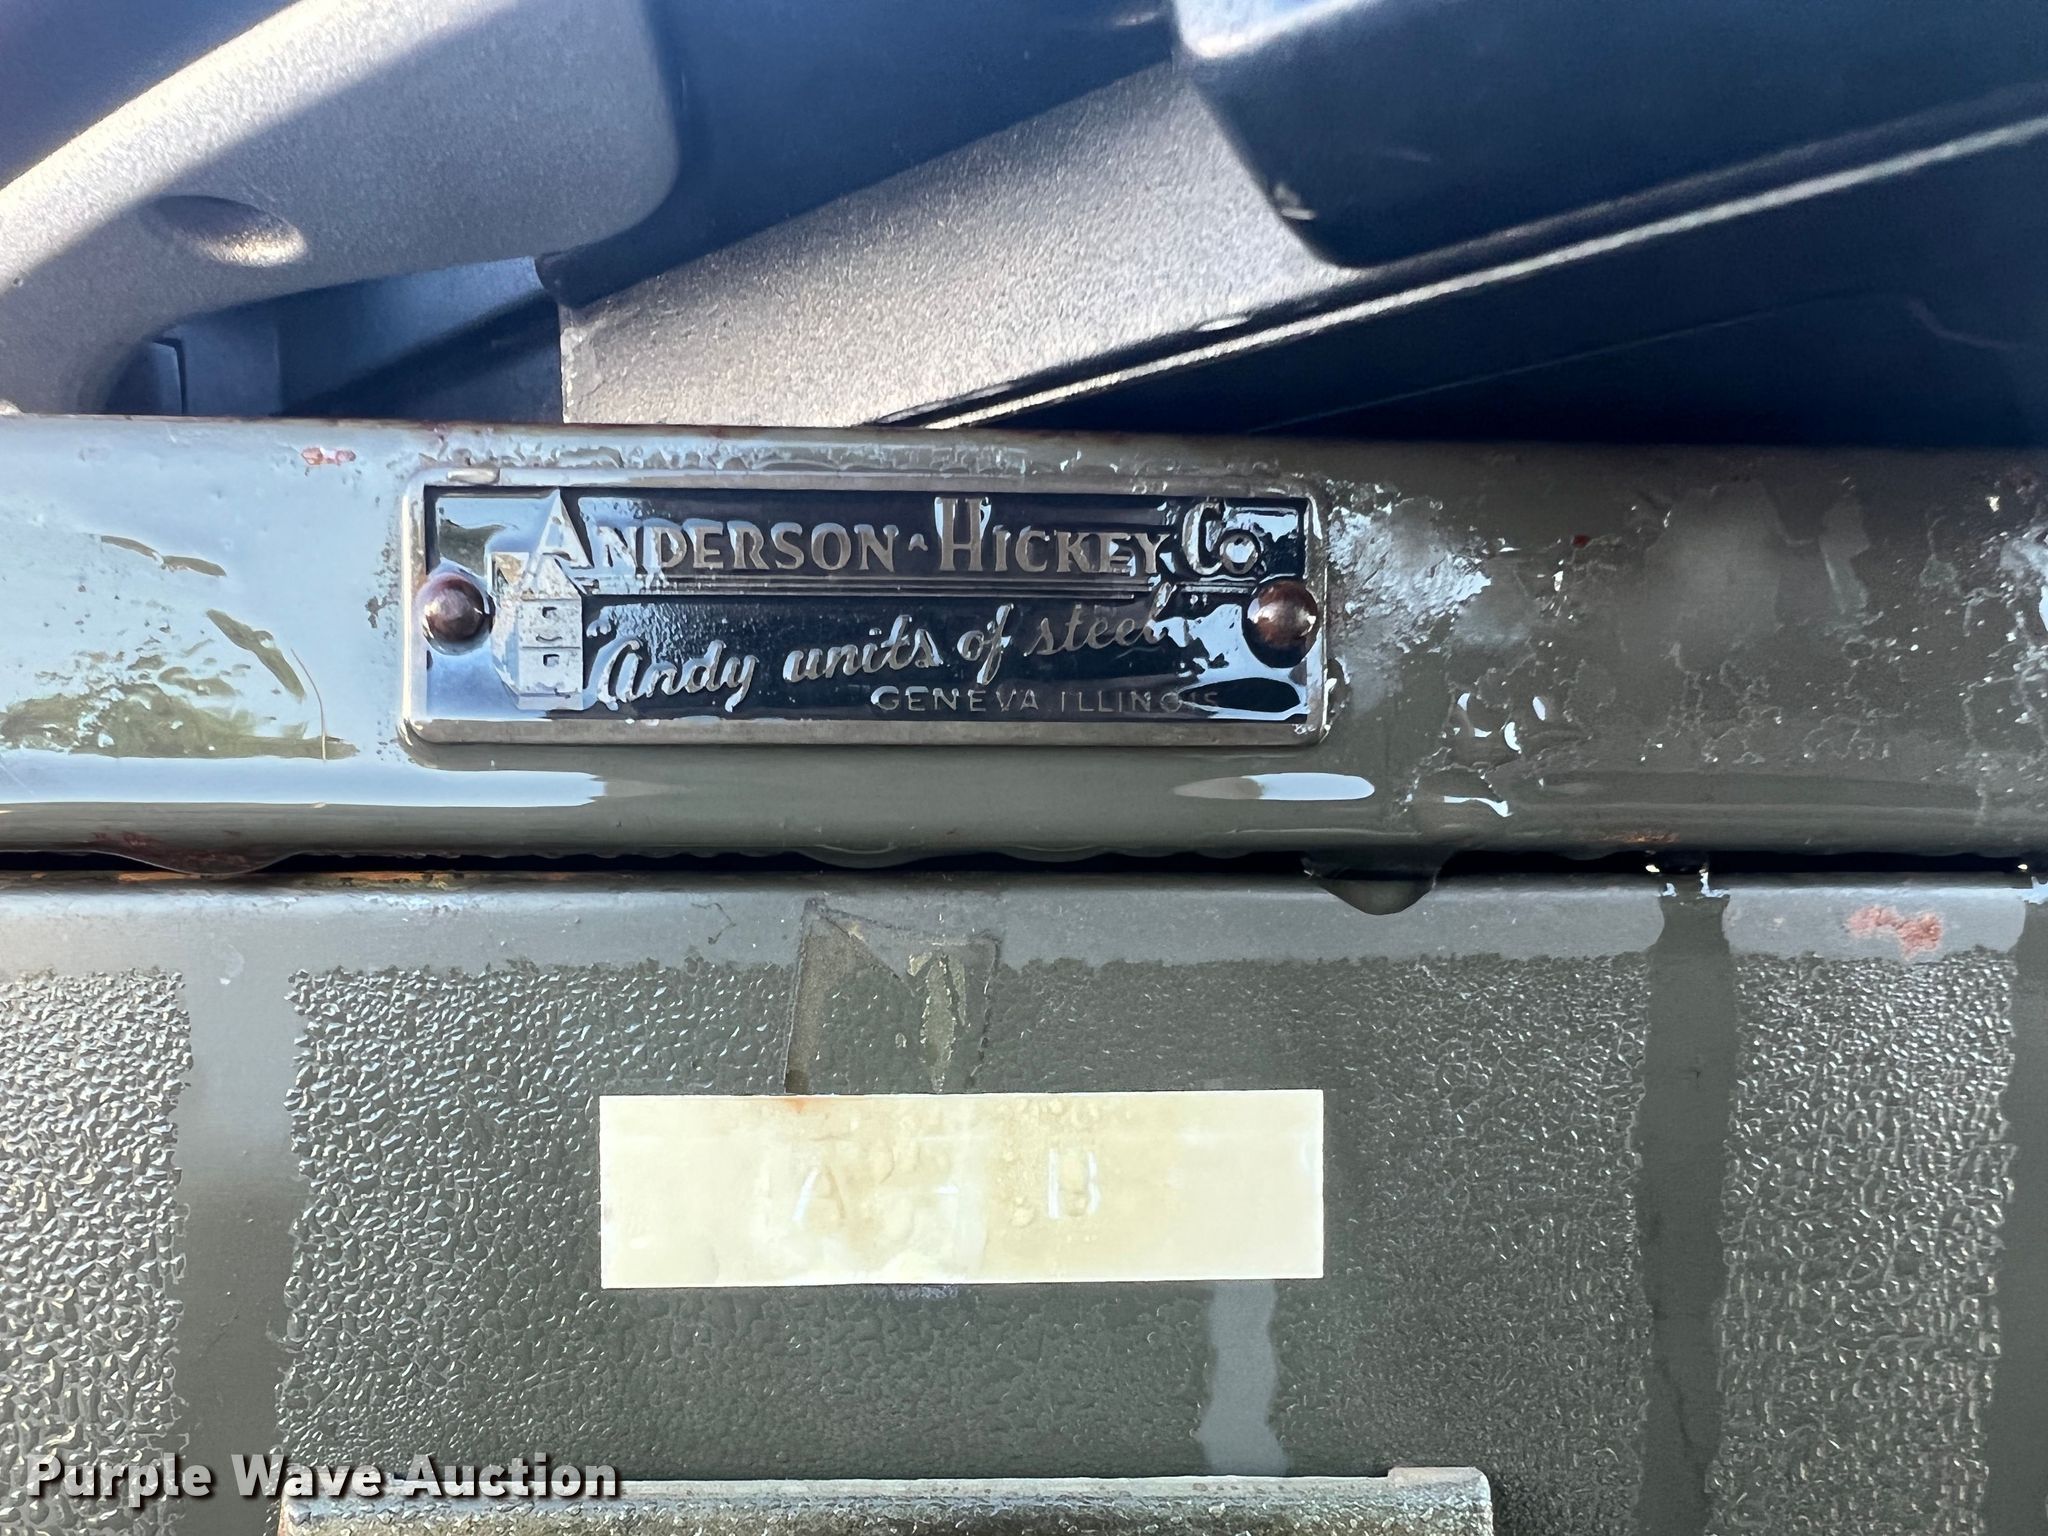 ANDERSON-HICKEY Co
"Andy units of steel"
GENEVA ILLINOIS
A - H
Purple Wave Auction